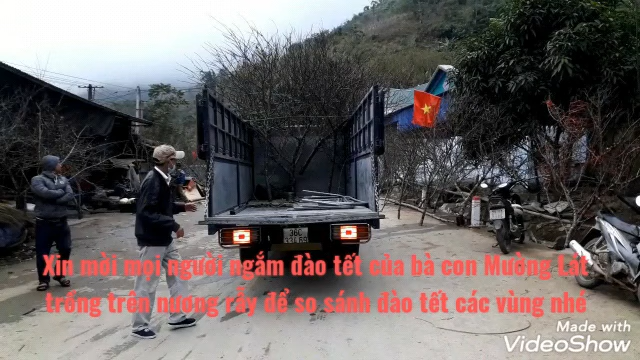 36C
Xin mời mọi người ngắm đào tết của bà con Mường Lát
trồng trên nương rẫy để so sánh đào tết các vùng nhé
Made with
VideoShow